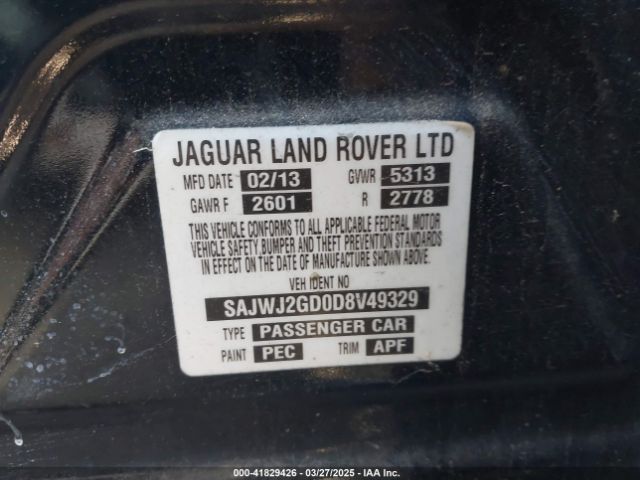 JAGUAR LAND ROVER LTD
MFD DATE 02/13 GVWR 5313
GAWR F 2601 R 2778
THIS VEHICLE CONFORMS TO ALL APPLICABLE FEDERAL MOTOR
VEHICLE SAFETY BUMPER AND THEFT PREVENTION STANDARDS
IN EFFECT ON THE DATE OF MANUFACTURE SHOWN ABOVE.
VEH IDENT NO
SAJWJ2GD0D8V49329
TYPE PASSENGER CAR
PAINT PEC TRIM APF
000-41829426 - 03/27/2025 - IAA Inc.